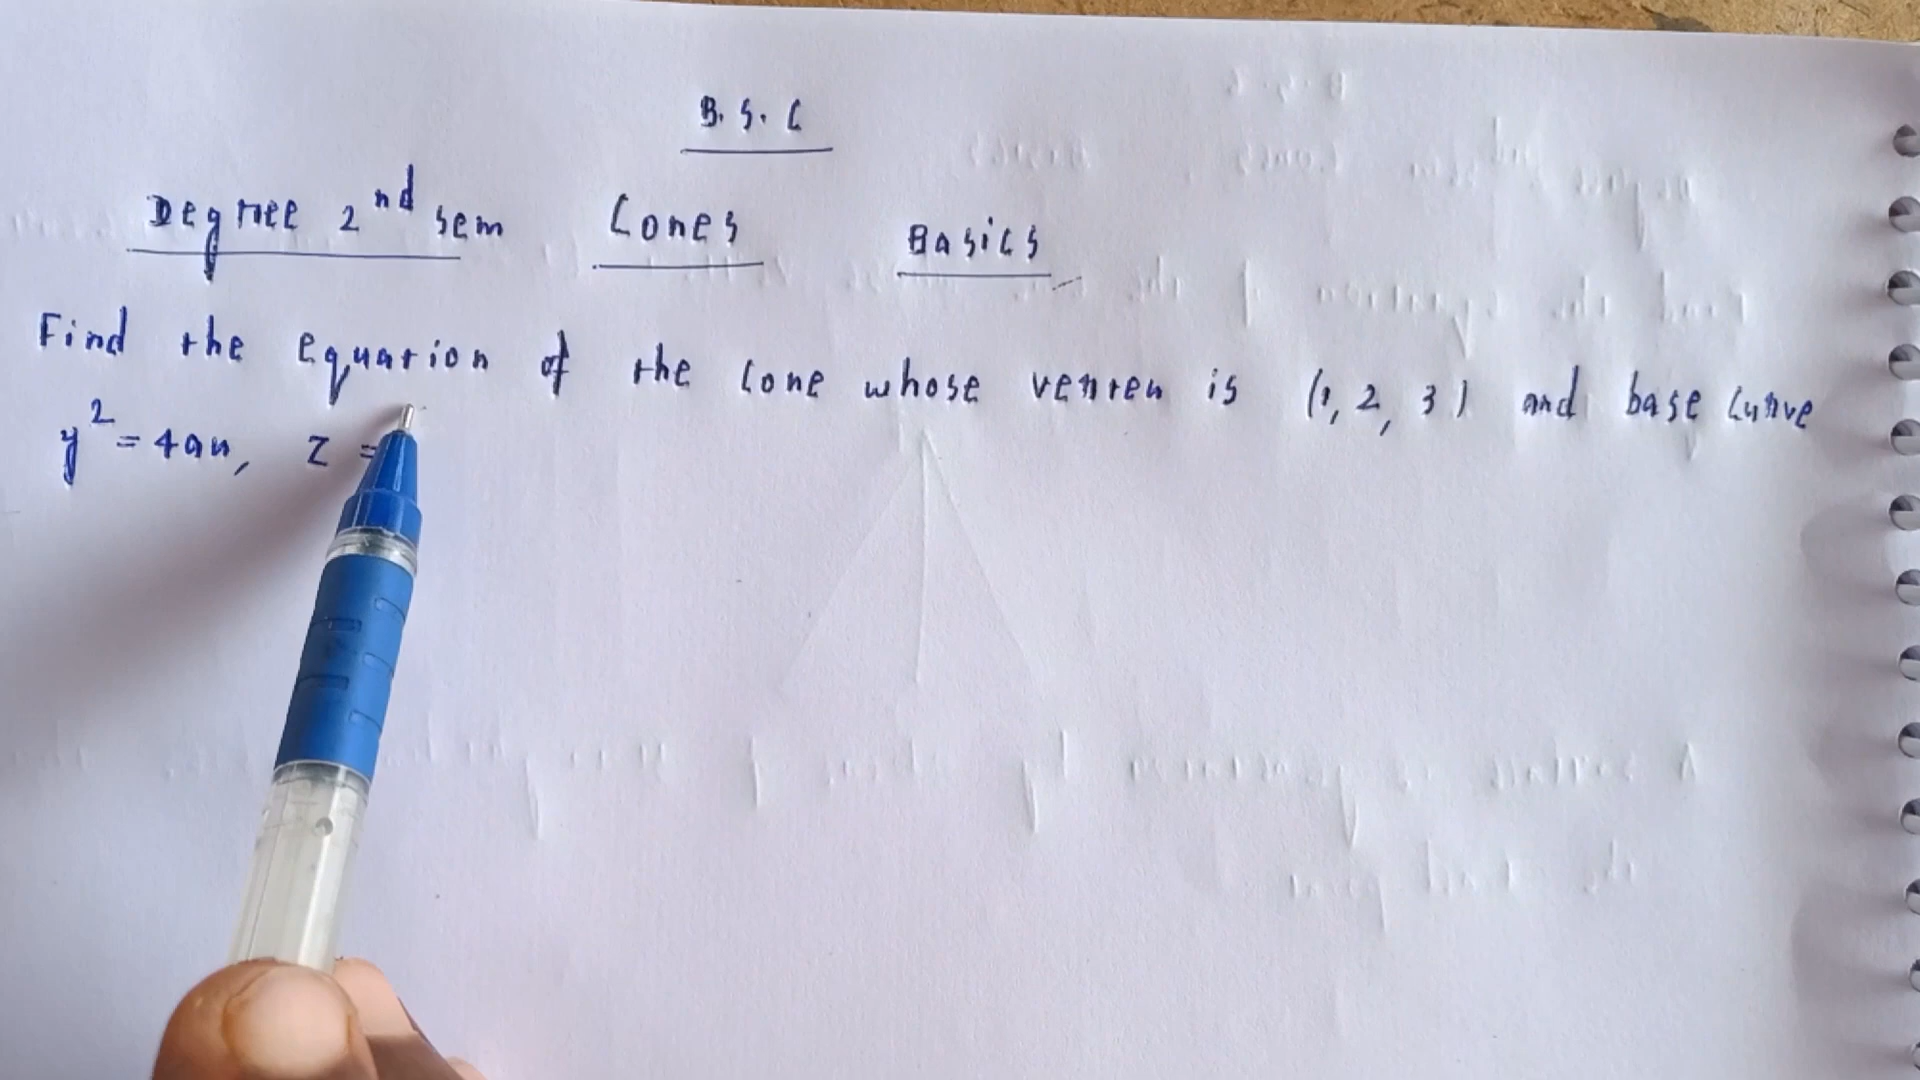 B.S.C
Degree 2nd sem Cones Basics
Find the equation of the cone whose vertex is (1, 2, 3) and base curve
y² = 4ax, z =